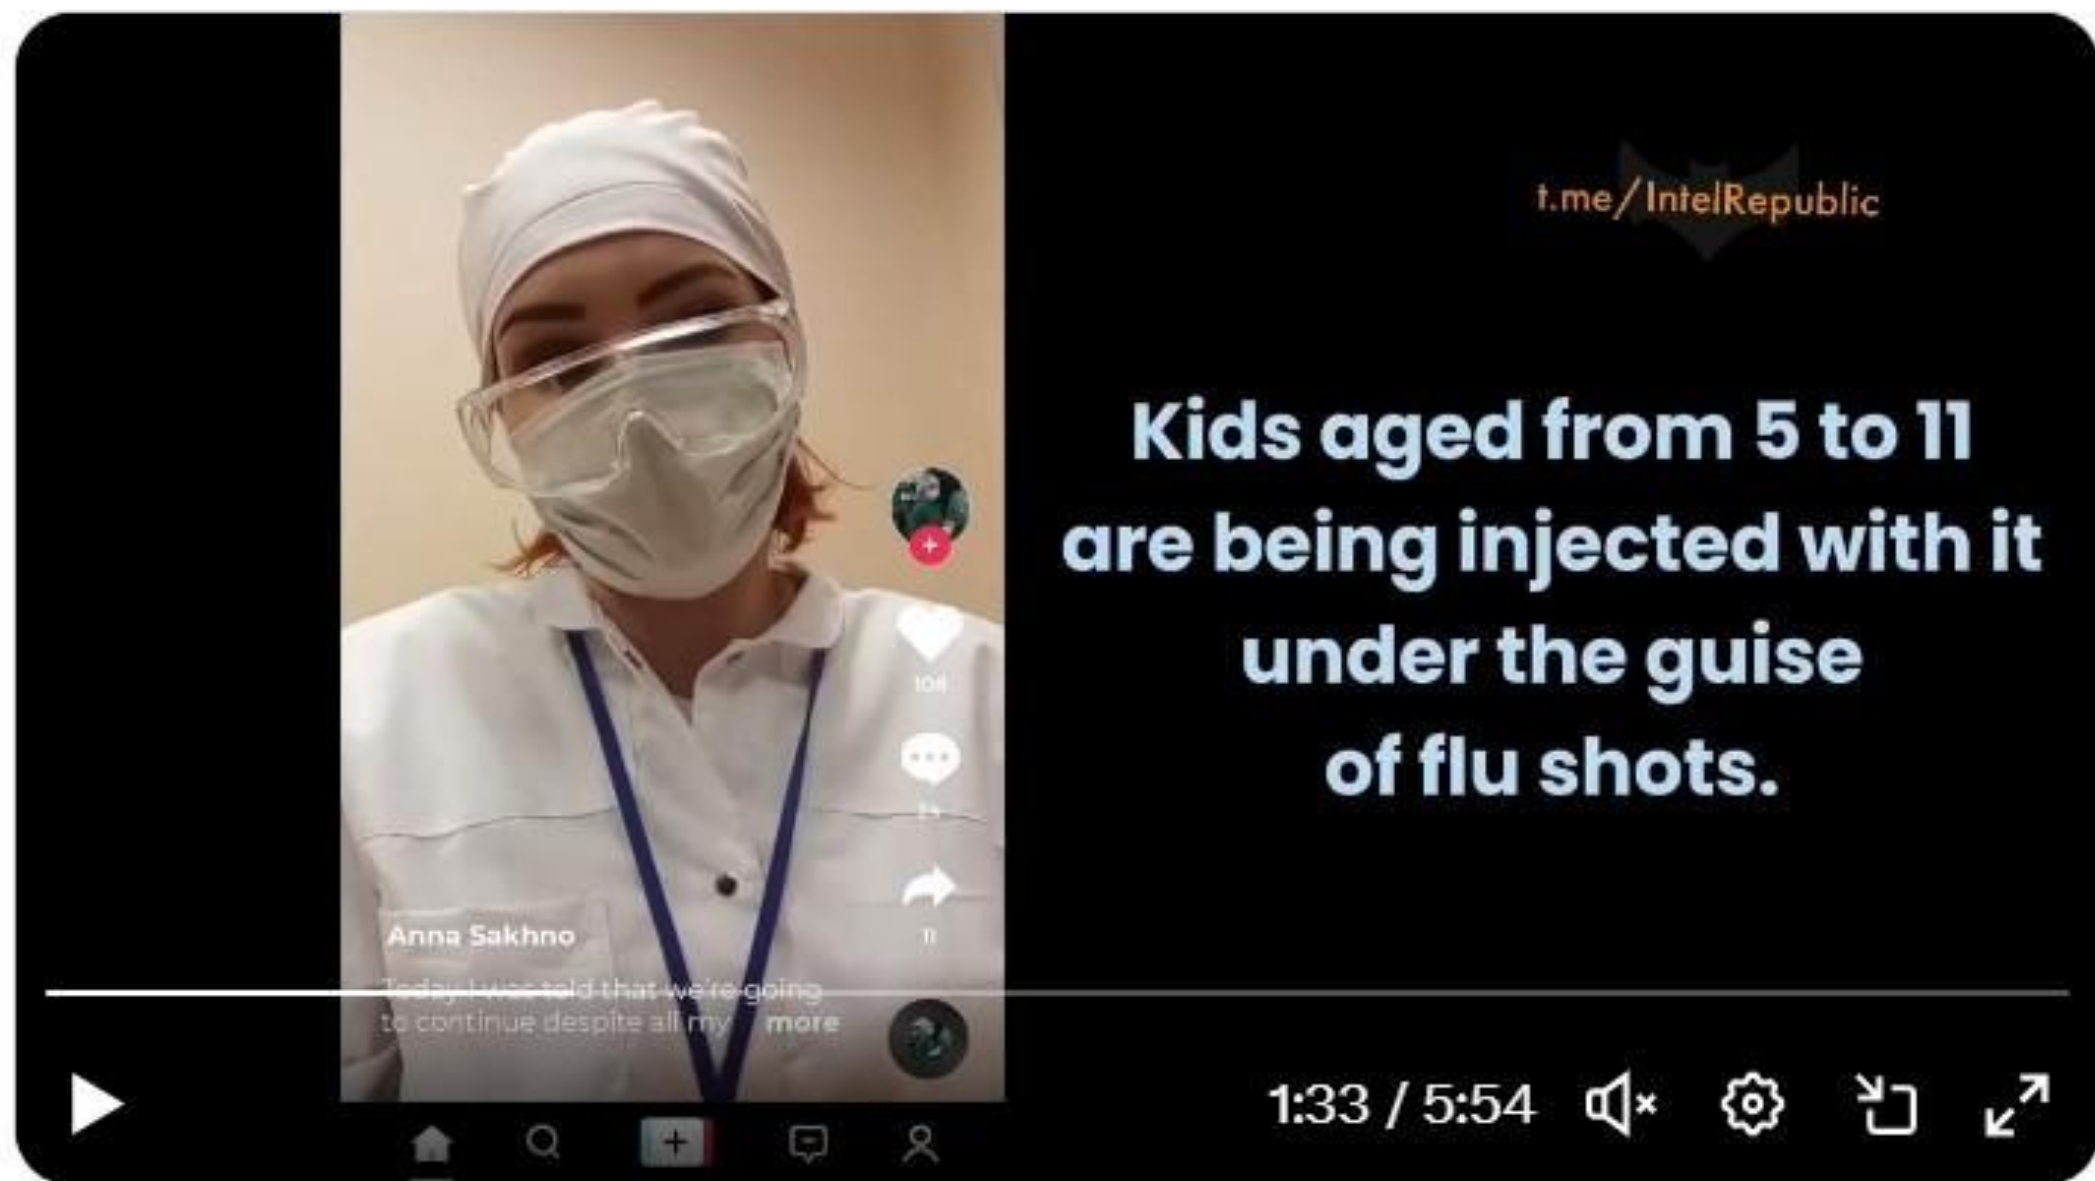 t.me/IntelRepublic
Kids aged from 5 to 11
are being injected with it
under the guise
of flu shots.
108
11
Anna Sakhno
Today I was told that we're going
to continue despite all my
more
1:33 / 5:54